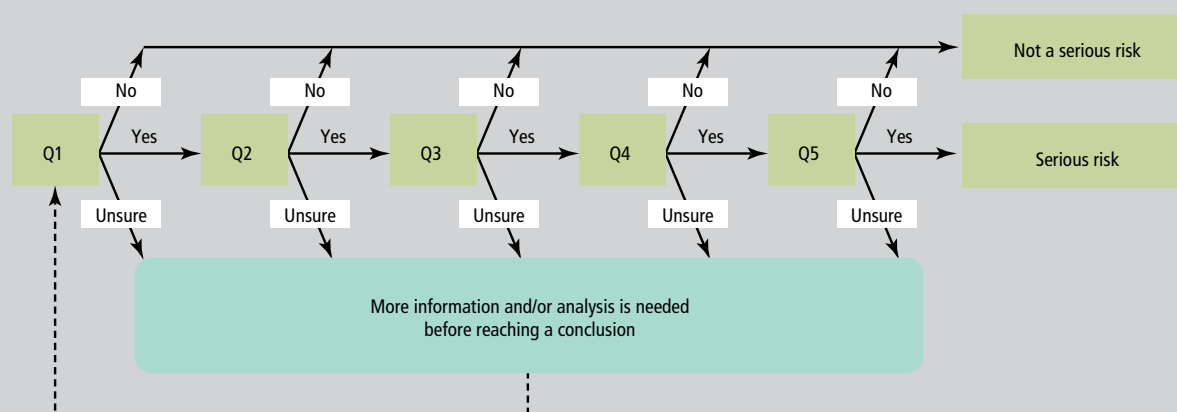 Not a serious risk
No
No
No
No
No
Q1
Yes
Q2
Yes
Q3
Yes
Q4
Yes
Q5
Yes
Serious risk
Unsure
Unsure
Unsure
Unsure
Unsure
More information and/or analysis is needed
before reaching a conclusion